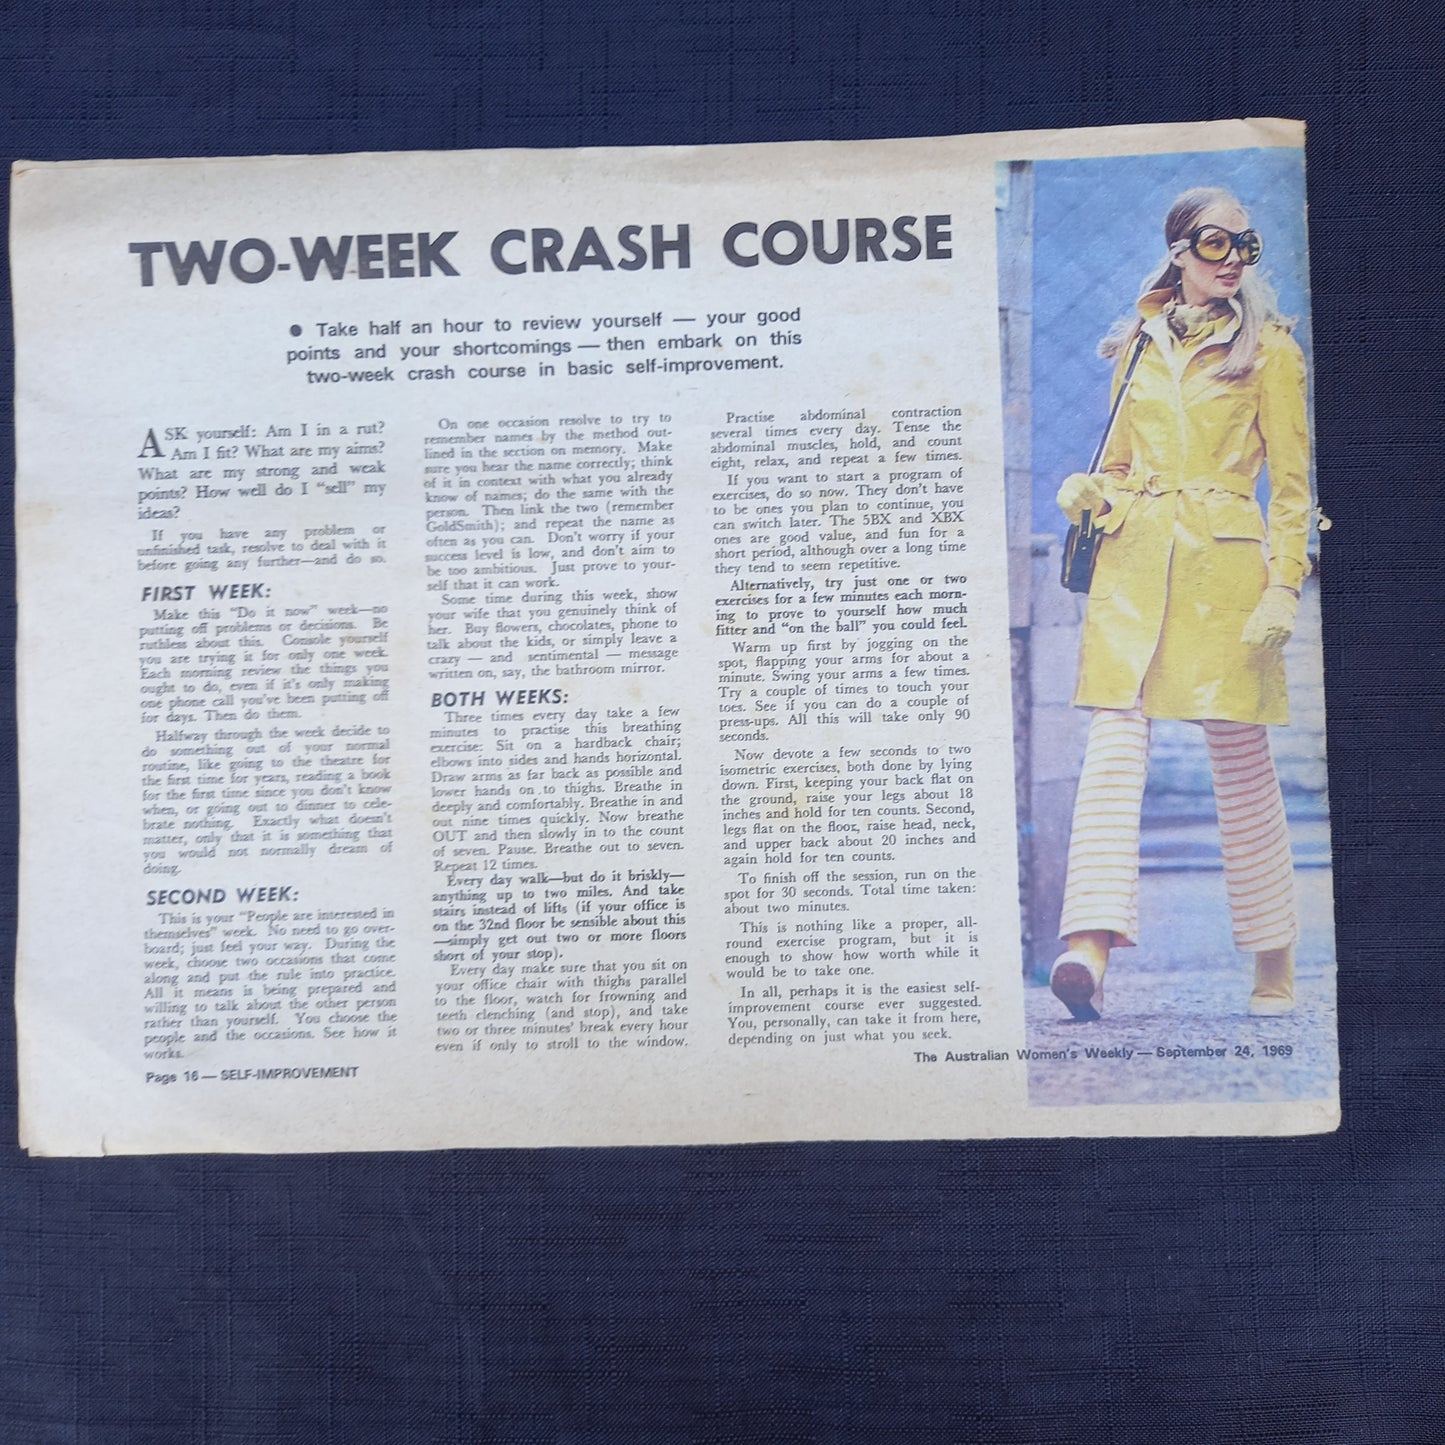 TWO-WEEK CRASH COURSE
● Take half an hour to review yourself — your good
points and your shortcomings — then embark on this
two-week crash course in basic self-improvement.
ASK yourself: Am I in a rut?
Am I fit? What are my aims?
What are my strong and weak
points? How well do I "sell" my
ideas?
If you have any problem or
unfinished task, resolve to deal with it
before going any further—and do so.
FIRST WEEK:
Make this "Do it now" week—no
putting off problems or decisions. Be
ruthless about this. Console yourself
you are trying it for only one week.
Each morning review the things you
ought to do, even if it's only making
one phone call you've been putting off
for days. Then do them.
Halfway through the week decide to
do something out of your normal
routine, like going to the theatre for
the first time for years, reading a book
for the first time since you don't know
when, or going out to dinner to cele-
brate nothing. Exactly what doesn't
matter, only that it is something that
you would not normally dream of
doing.
SECOND WEEK:
This is your "People are interested in
themselves" week. No need to go over-
board; just feel your way. During the
week, choose two occasions that come
along and put the rule into practice.
All it means is being prepared and
willing to talk about the other person
rather than yourself. You choose the
people and the occasions. See how it
works.
On one occasion resolve to try to
remember names by the method out-
lined in the section on memory. Make
sure you hear the name correctly; think
of it in context with what you already
know of names; do the same with the
person. Then link the two (remember
GoldSmith); and repeat the name as
often as you can. Don't worry if your
success level is low, and don't aim to
be too ambitious. Just prove to your-
self that it can work.
Some time during this week, show
your wife that you genuinely think of
her. Buy flowers, chocolates, phone to
talk about the kids, or simply leave a
crazy — and sentimental — message
written on, say, the bathroom mirror.
BOTH WEEKS:
Three times every day take a few
minutes to practise this breathing
exercise: Sit on a hardback chair;
elbows into sides and hands horizontal.
Draw arms as far back as possible and
lower hands on to thighs. Breathe in
deeply and comfortably. Breathe in and
out nine times quickly. Now breathe
OUT and then slowly in to the count
of seven. Pause. Breathe out to seven.
Repeat 12 times.
Every day walk—but do it briskly—
anything up to two miles. And take
stairs instead of lifts (if your office is
on the 32nd floor be sensible about this
—simply get out two or more floors
short of your stop).
Every day make sure that you sit on
your office chair with thighs parallel
to the floor, watch for frowning and
teeth clenching (and stop), and take
two or three minutes' break every hour
even if only to stroll to the window.
Practise abdominal contraction
several times every day. Tense the
abdominal muscles, hold, and count
eight, relax, and repeat a few times.
If you want to start a program of
exercises, do so now. They don't have
to be ones you plan to continue, you
can switch later. The 5BX and XBX
ones are good value, and fun for a
short period, although over a long time
they tend to seem repetitive.
Alternatively, try just one or two
exercises for a few minutes each morn-
ing to prove to yourself how much
fitter and "on the ball" you could feel.
Warm up first by jogging on the
spot, flapping your arms for about a
minute. Swing your arms a few times.
Try a couple of times to touch your
toes. See if you can do a couple of
press-ups. All this will take only 90
seconds.
Now devote a few seconds to two
isometric exercises, both done by lying
down. First, keeping your back flat on
the ground, raise your legs about 18
inches and hold for ten counts. Second,
legs flat on the floor, raise head, neck,
and upper back about 20 inches and
again hold for ten counts.
To finish off the session, run on the
spot for 30 seconds. Total time taken:
about two minutes.
This is nothing like a proper, all-
round exercise program, but it is
enough to show how worth while it
would be to take one.
In all, perhaps it is the easiest self-
improvement course ever suggested.
You, personally, can take it from here,
depending on just what you seek.
The Australian Women's Weekly — September 24, 1969
Page 16 — SELF-IMPROVEMENT